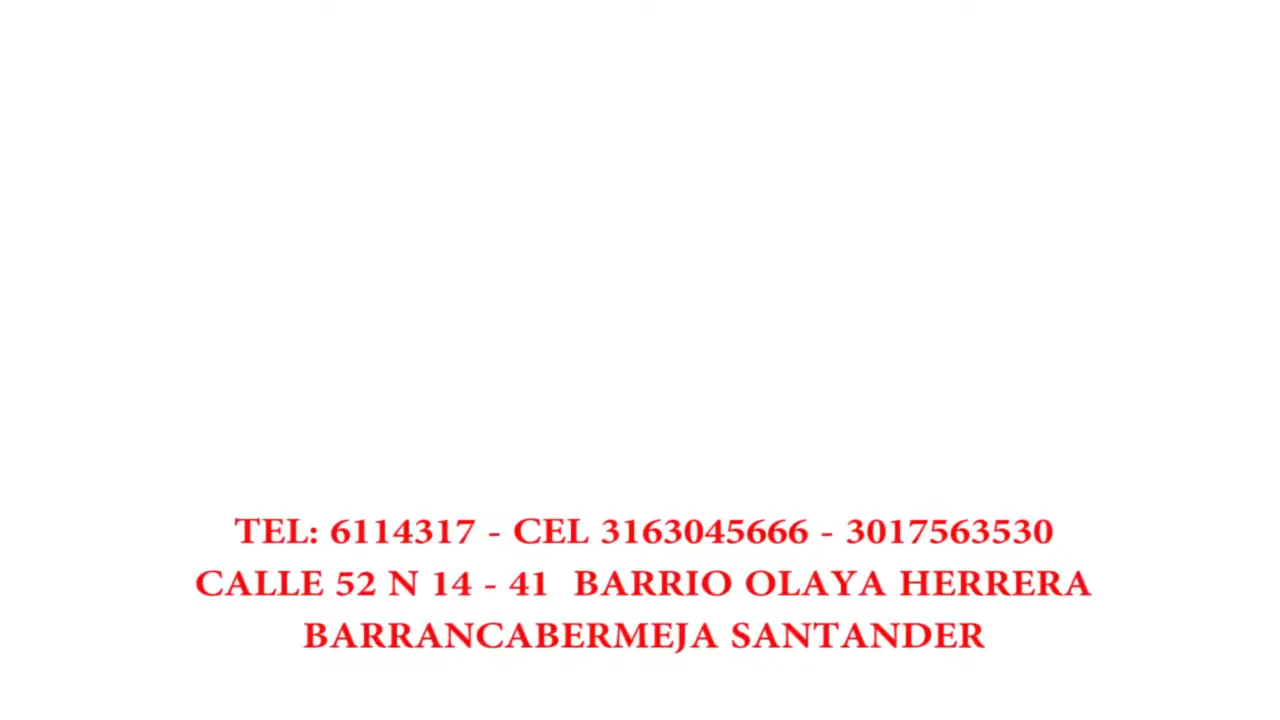 TEL: 6114317 - CEL 3163045666 - 3017563530
CALLE 52 N 14 - 41  BARRIO OLAYA HERRERA
BARRANCABERMEJA SANTANDER